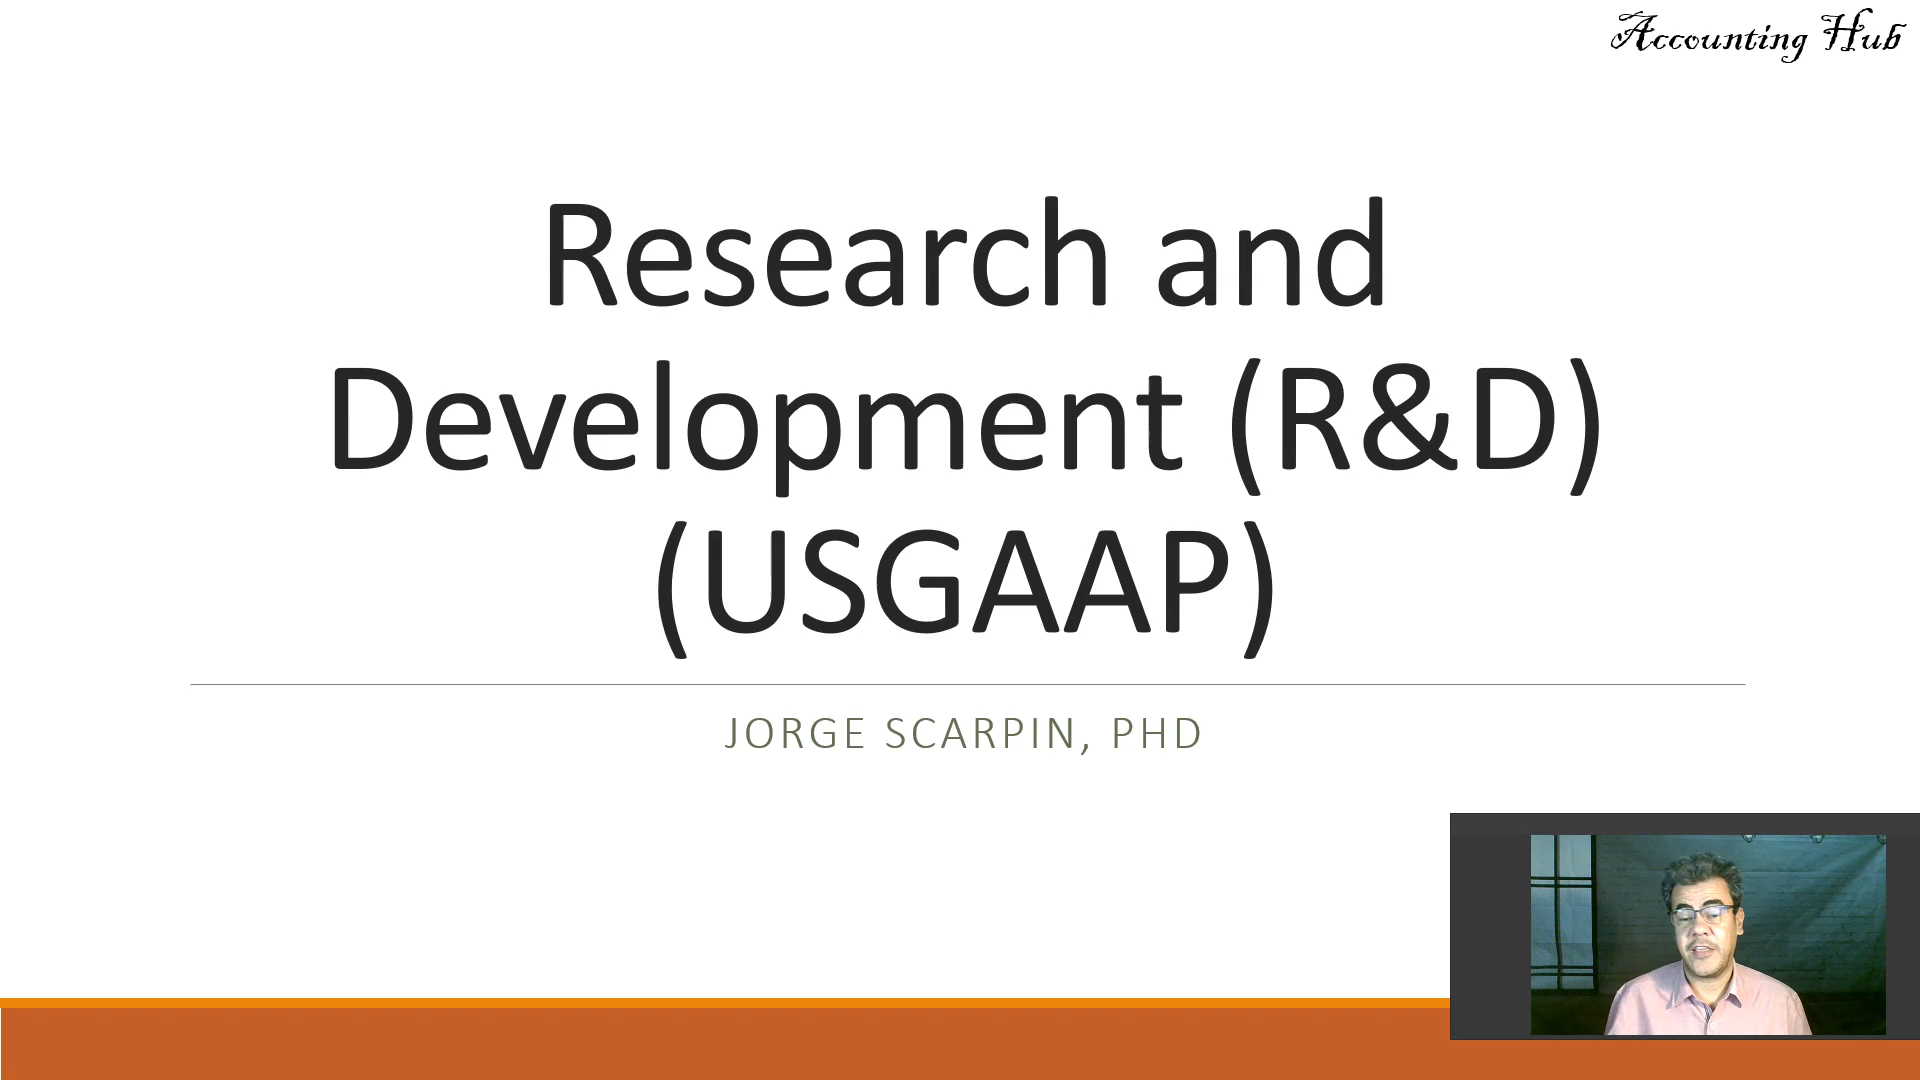 Accounting Hub
Research and
Development (R&D)
(USGAAP)
JORGE SCARPIN, PHD